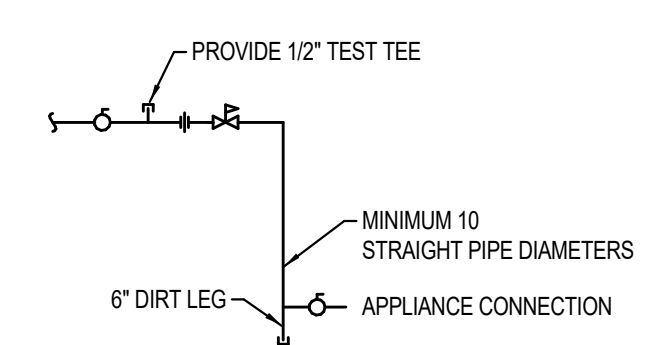 PROVIDE 1/2" TEST TEE
MINIMUM 10
STRAIGHT PIPE DIAMETERS
6" DIRT LEG
APPLIANCE CONNECTION